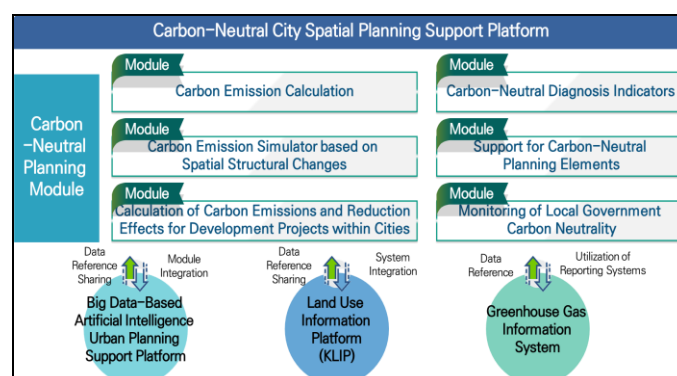 Carbon-Neutral City Spatial Planning Support Platform
Carbon
-Neutral
Planning
Module
Module
Carbon Emission Calculation
Module
Carbon-Neutral Diagnosis Indicators
Module
Carbon Emission Simulator based on
Spatial Structural Changes
Module
Support for Carbon-Neutral
Planning Elements
Module
Calculation of Carbon Emissions and Reduction
Effects for Development Projects within Cities
Module
Monitoring of Local Government
Carbon Neutrality
Data
Reference
Sharing
Module
Integration
Data
Reference
Sharing
System
Integration
Data
Reference
Utilization of
Reporting Systems
Big Data-Based
Artificial Intelligence
Urban Planning
Support Platform
Land Use
Information
Platform
(KLIP)
Greenhouse Gas
Information
System